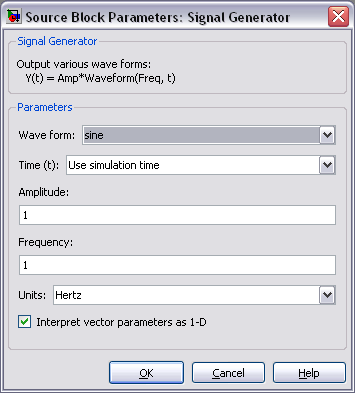 Source Block Parameters: Signal Generator
Signal Generator
Output various wave forms:
Y(t) = Amp*Waveform(Freq, t)
Parameters
Wave form: sine
Time (t): Use simulation time
Amplitude:
1
Frequency:
1
Units: Hertz
Interpret vector parameters as 1-D
OK Cancel Help